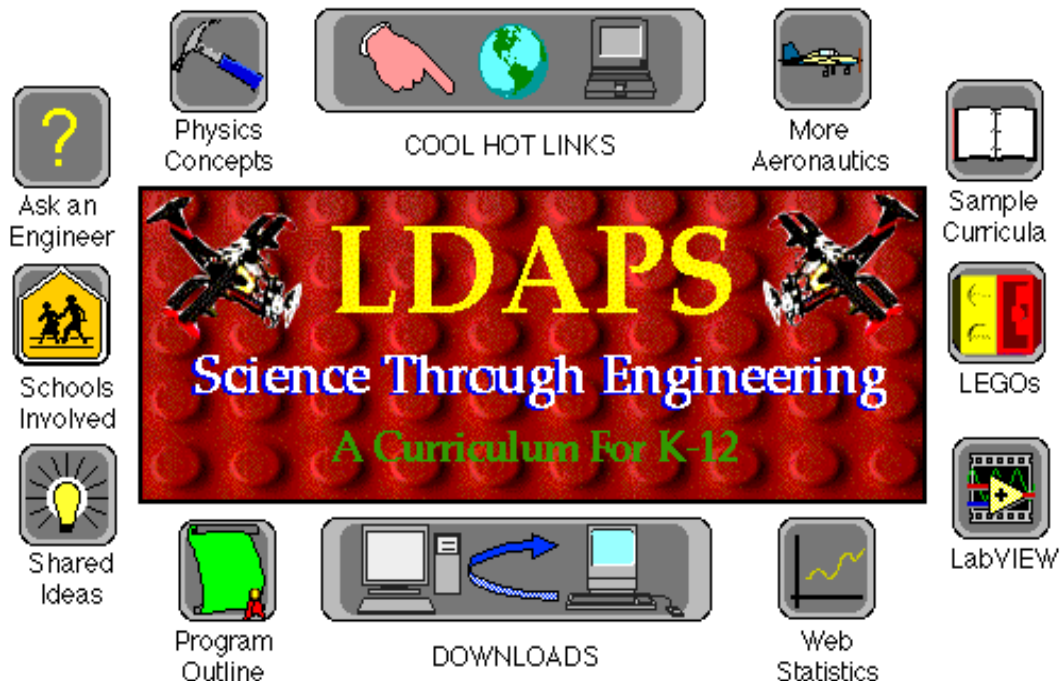 Physics
Concepts
COOL HOT LINKS
More
Aeronautics
?
Ask an
Engineer
Sample
Curricula
LDAPS
Science Through Engineering
A Curriculum For K-12
Schools
Involved
LEGOs
Shared
Ideas
LabVIEW
Program
Outline
DOWNLOADS
Web
Statistics